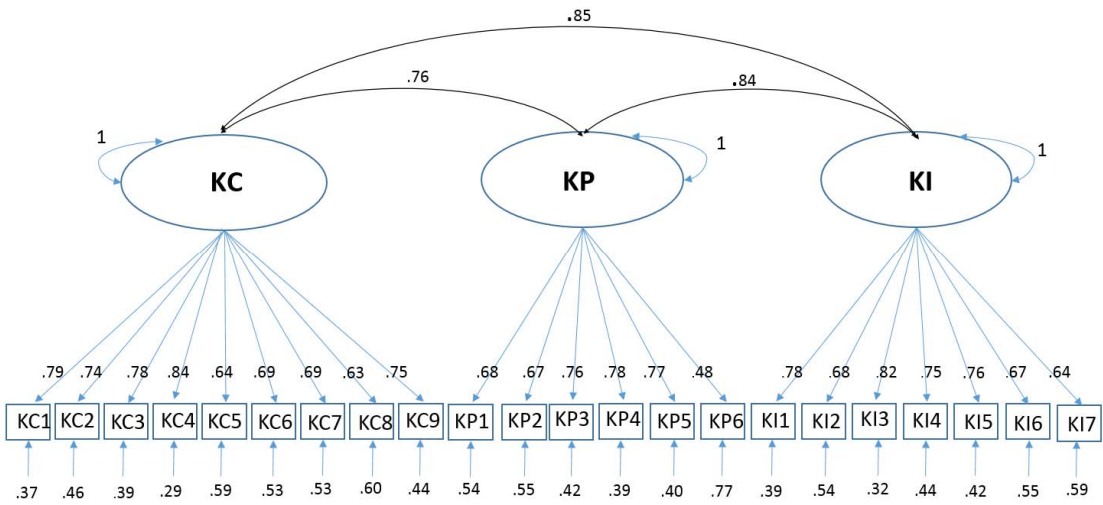 .85
.76
.84
1
1
1
KC
KP
KI
.79 .74 .78 .84 .64 .69 .69 .63 .75 .68 .67 .76 .78 .77 .48 .78 .68 .82 .75 .76 .67 .64
KC1 KC2 KC3 KC4 KC5 KC6 KC7 KC8 KC9 KP1 KP2 KP3 KP4 KP5 KP6 KI1 KI2 KI3 KI4 KI5 KI6 KI7
.37 .46 .39 .29 .59 .53 .53 .60 .44 .54 .55 .42 .39 .40 .77 .39 .54 .32 .44 .42 .55 .59